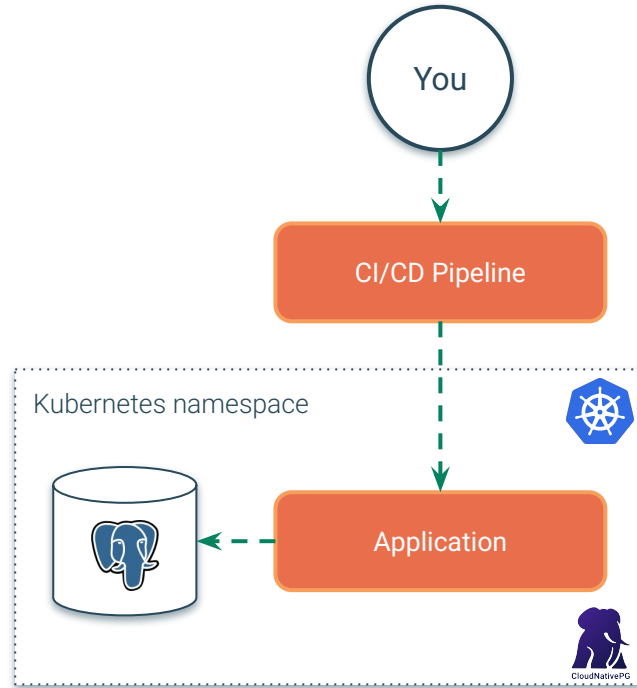 You
CI/CD Pipeline
Kubernetes namespace
Application
CloudNativePG